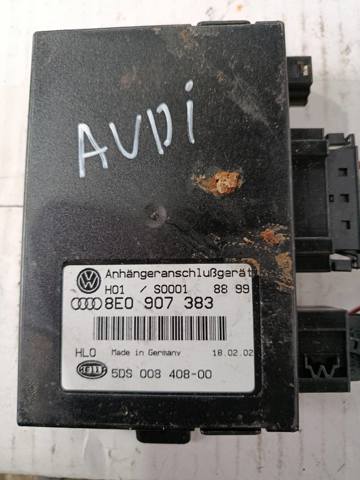 AUDI
Anhängeranschlußgerät
H01 / S0001 88 99
8E0 907 383
HLO Made in Germany 18.02.02
HELLA 5DS 008 408-00